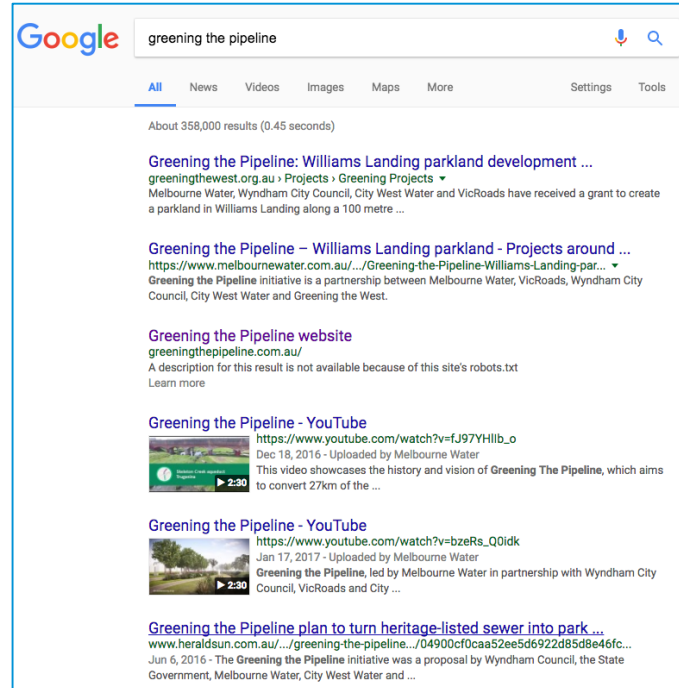 Google
greening the pipeline
All News Videos Images Maps More Settings Tools
About 358,000 results (0.45 seconds)
Greening the Pipeline: Williams Landing parkland development ...
greeningthewest.org.au › Projects › Greening Projects
Melbourne Water, Wyndham City Council, City West Water and VicRoads have received a grant to create
a parkland in Williams Landing along a 100 metre ...
Greening the Pipeline – Williams Landing parkland - Projects around ...
https://www.melbournewater.com.au/.../Greening-the-Pipeline-Williams-Landing-par...
Greening the Pipeline initiative is a partnership between Melbourne Water, VicRoads, Wyndham City
Council, City West Water and Greening the West.
Greening the Pipeline website
greeningthepipeline.com.au/
A description for this result is not available because of this site's robots.txt
Learn more
Greening the Pipeline - YouTube
https://www.youtube.com/watch?v=fJ97YHIlb_o
Dec 18, 2016 - Uploaded by Melbourne Water
This video showcases the history and vision of Greening The Pipeline, which aims
to convert 27km of the ...
Skeleton Creek aqueduct
Truganina
2:30
Greening the Pipeline - YouTube
https://www.youtube.com/watch?v=bzeRs_Q0idk
Jan 17, 2017 - Uploaded by Melbourne Water
Greening the Pipeline, led by Melbourne Water in partnership with Wyndham City
Council, VicRoads and City ...
2:30
Greening the Pipeline plan to turn heritage-listed sewer into park ...
www.heraldsun.com.au/.../greening-the-pipeline.../04900cf0caa52ee5d6922d85d8e46fc...
Jun 6, 2016 - The Greening the Pipeline initiative was a proposal by Wyndham Council, the State
Government, Melbourne Water, City West Water and ...